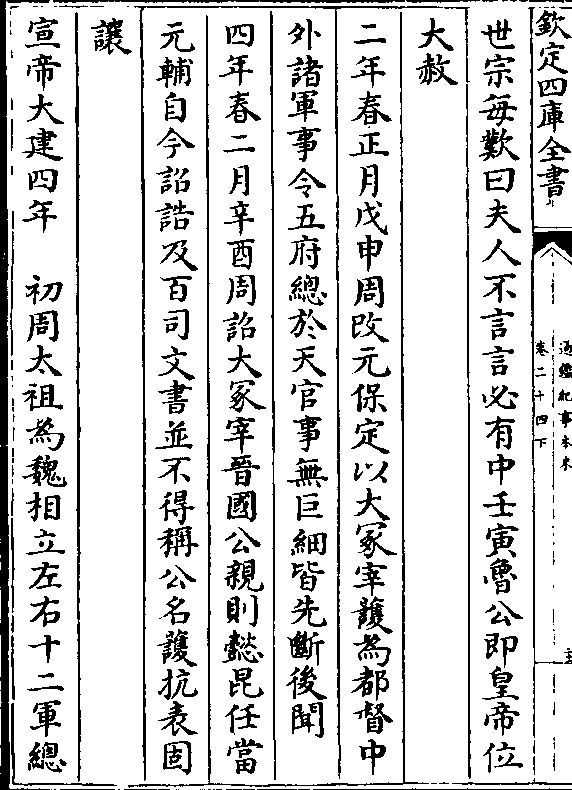 欽定四庫全書
通鑑紀事本末
卷二十四下
世宗每歎曰夫人不言言必有中壬寅魯公即皇帝位
大赦
二年春正月戊申周改元保定以大冢宰護為都督中
外諸軍事令五府總於天官事無巨細皆先斷後聞
四年春二月辛酉周詔大冢宰晉國公親則懿昆任當
元輔自今詔誥及百司文書並不得稱公名護抗表固
讓
宣帝大建四年　初周太祖為魏相立左右十二軍總